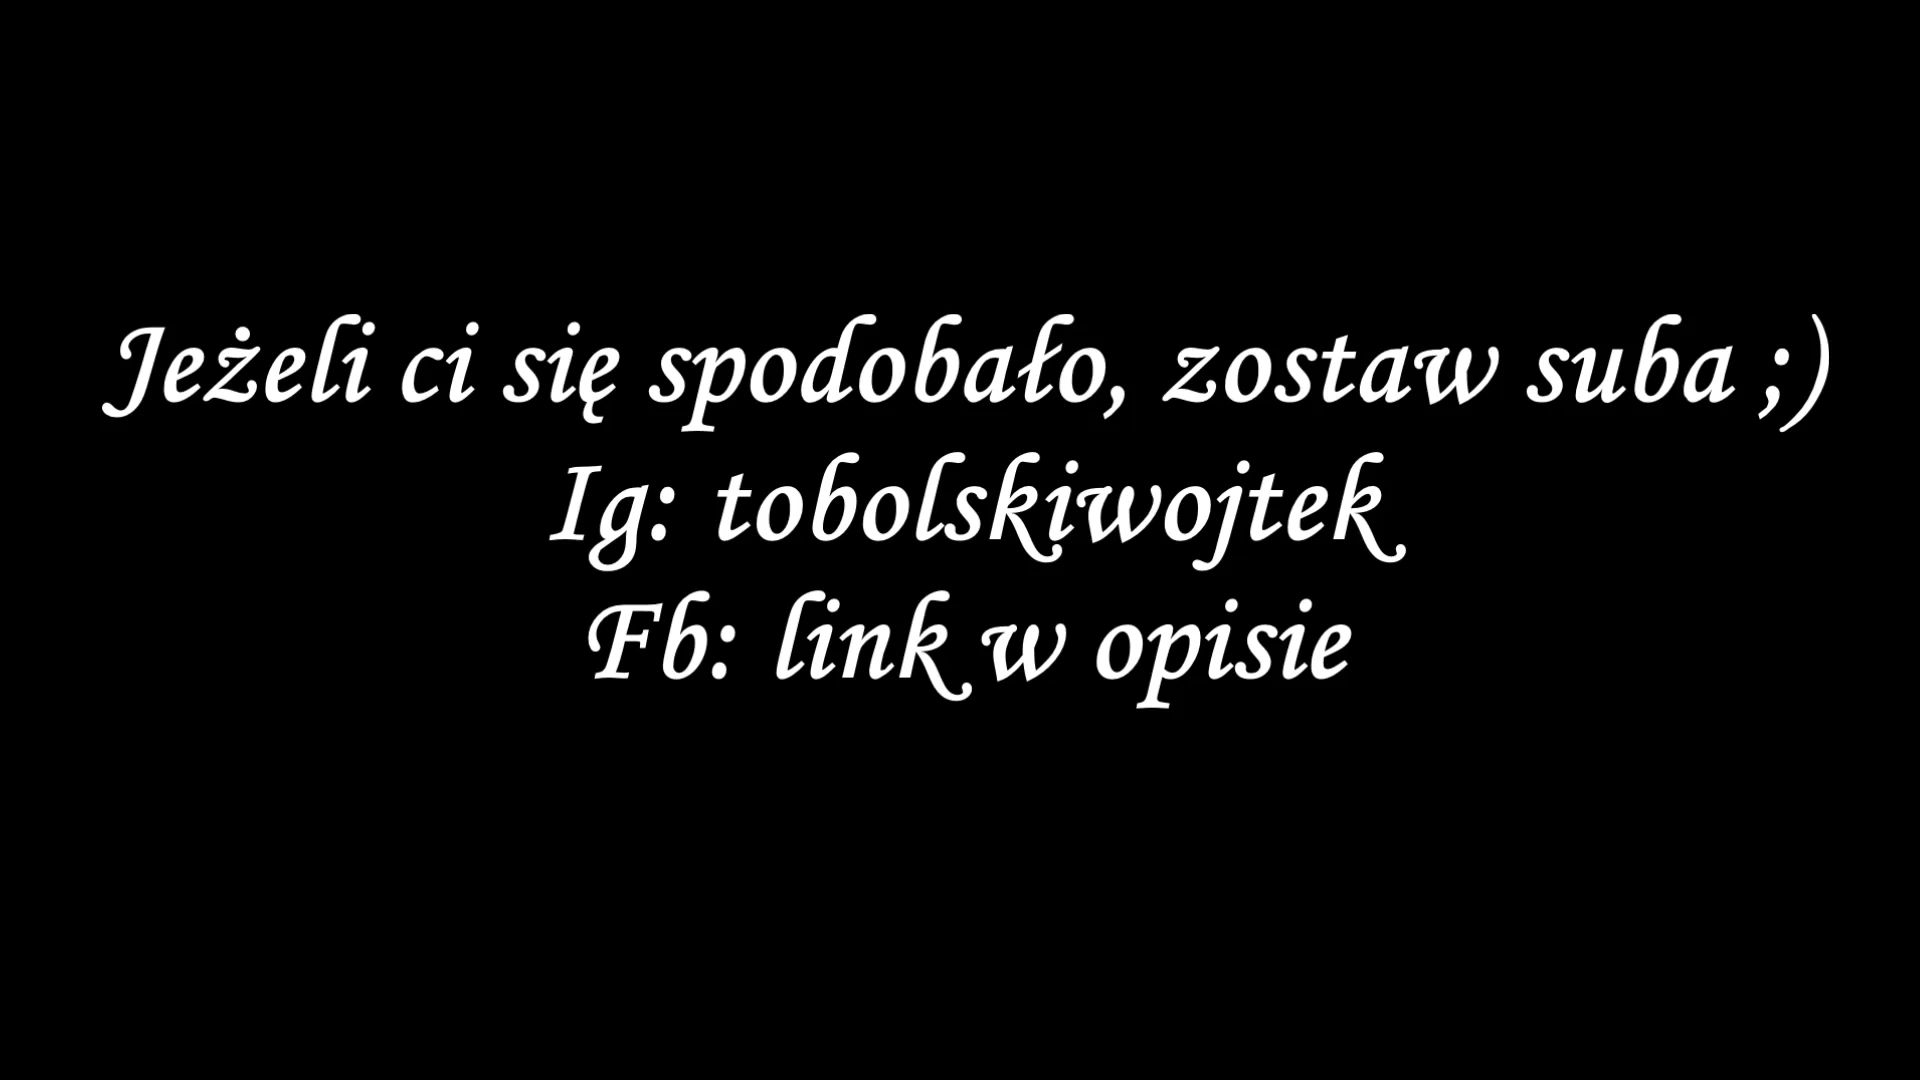 Jeżeli ci się spodobało, zostaw suba ;)
Ig: tobolskiwojtek
Fb: link w opisie